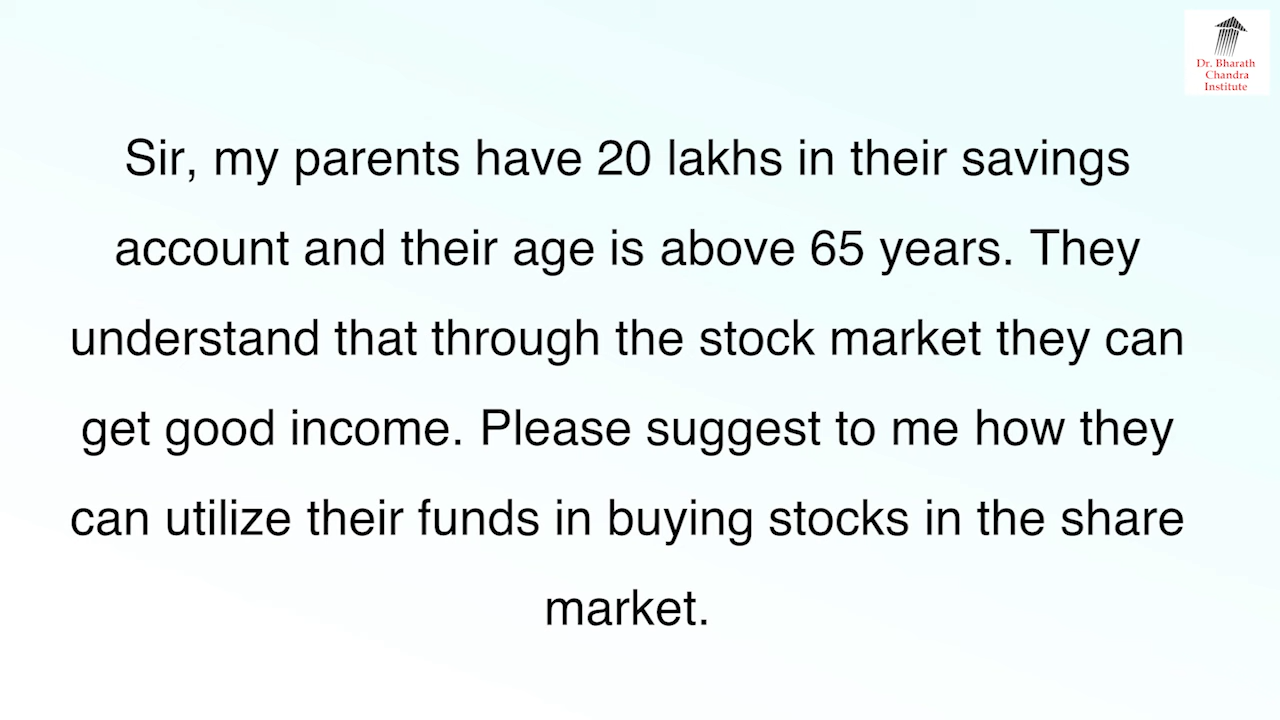 Dr. Bharath
Chandra
Institute
Sir, my parents have 20 lakhs in their savings
account and their age is above 65 years. They
understand that through the stock market they can
get good income. Please suggest to me how they
can utilize their funds in buying stocks in the share
market.